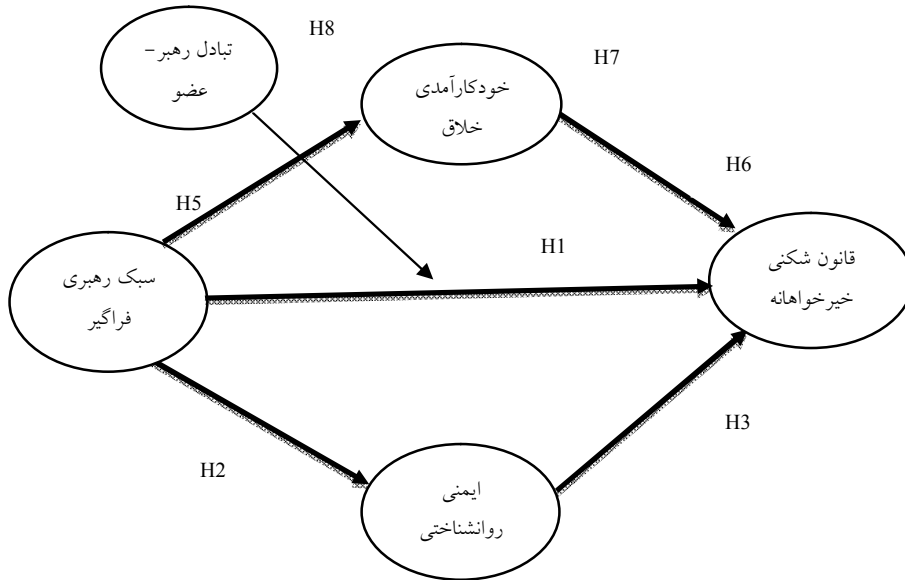 H8
تبادل رهبر-
عضو
H7
خودکارآمدی
خلاق
H6
H5
H1
قانون شکنی
خیرخواهانه
سبک رهبری
فراگیر
H3
H2
ایمنی
روانشناختی